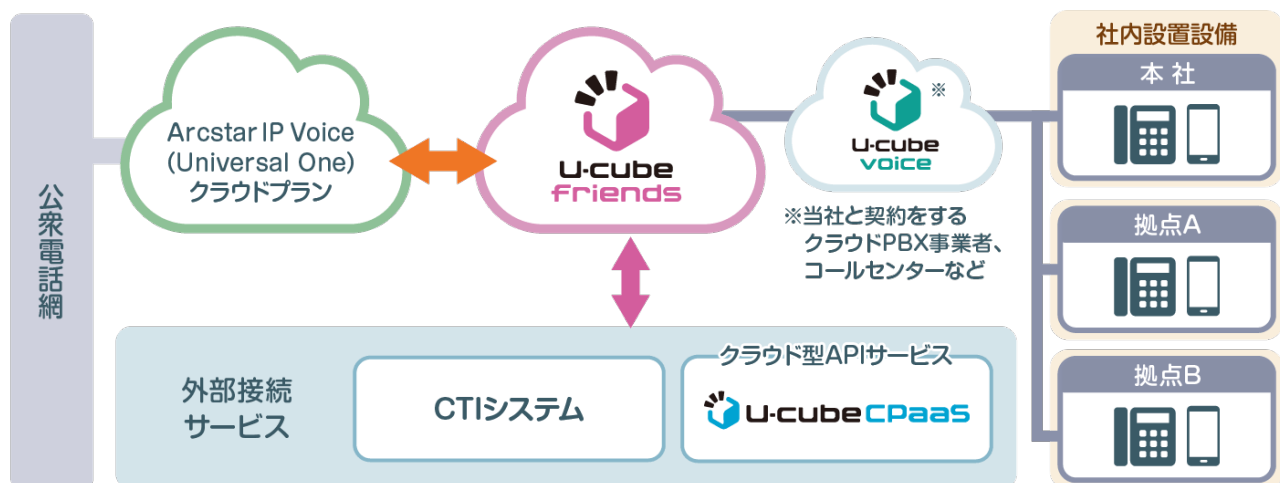 公衆電話網
Arcstar IP Voice
(Universal One)
クラウドプラン
U-cube
friends
※
U-cube
voice
※当社と契約をする
クラウドPBX事業者、
コールセンターなど
社内設置設備
本社
拠点A
拠点B
外部接続
サービス
CTIシステム
クラウド型APIサービス
U-cube CPaaS